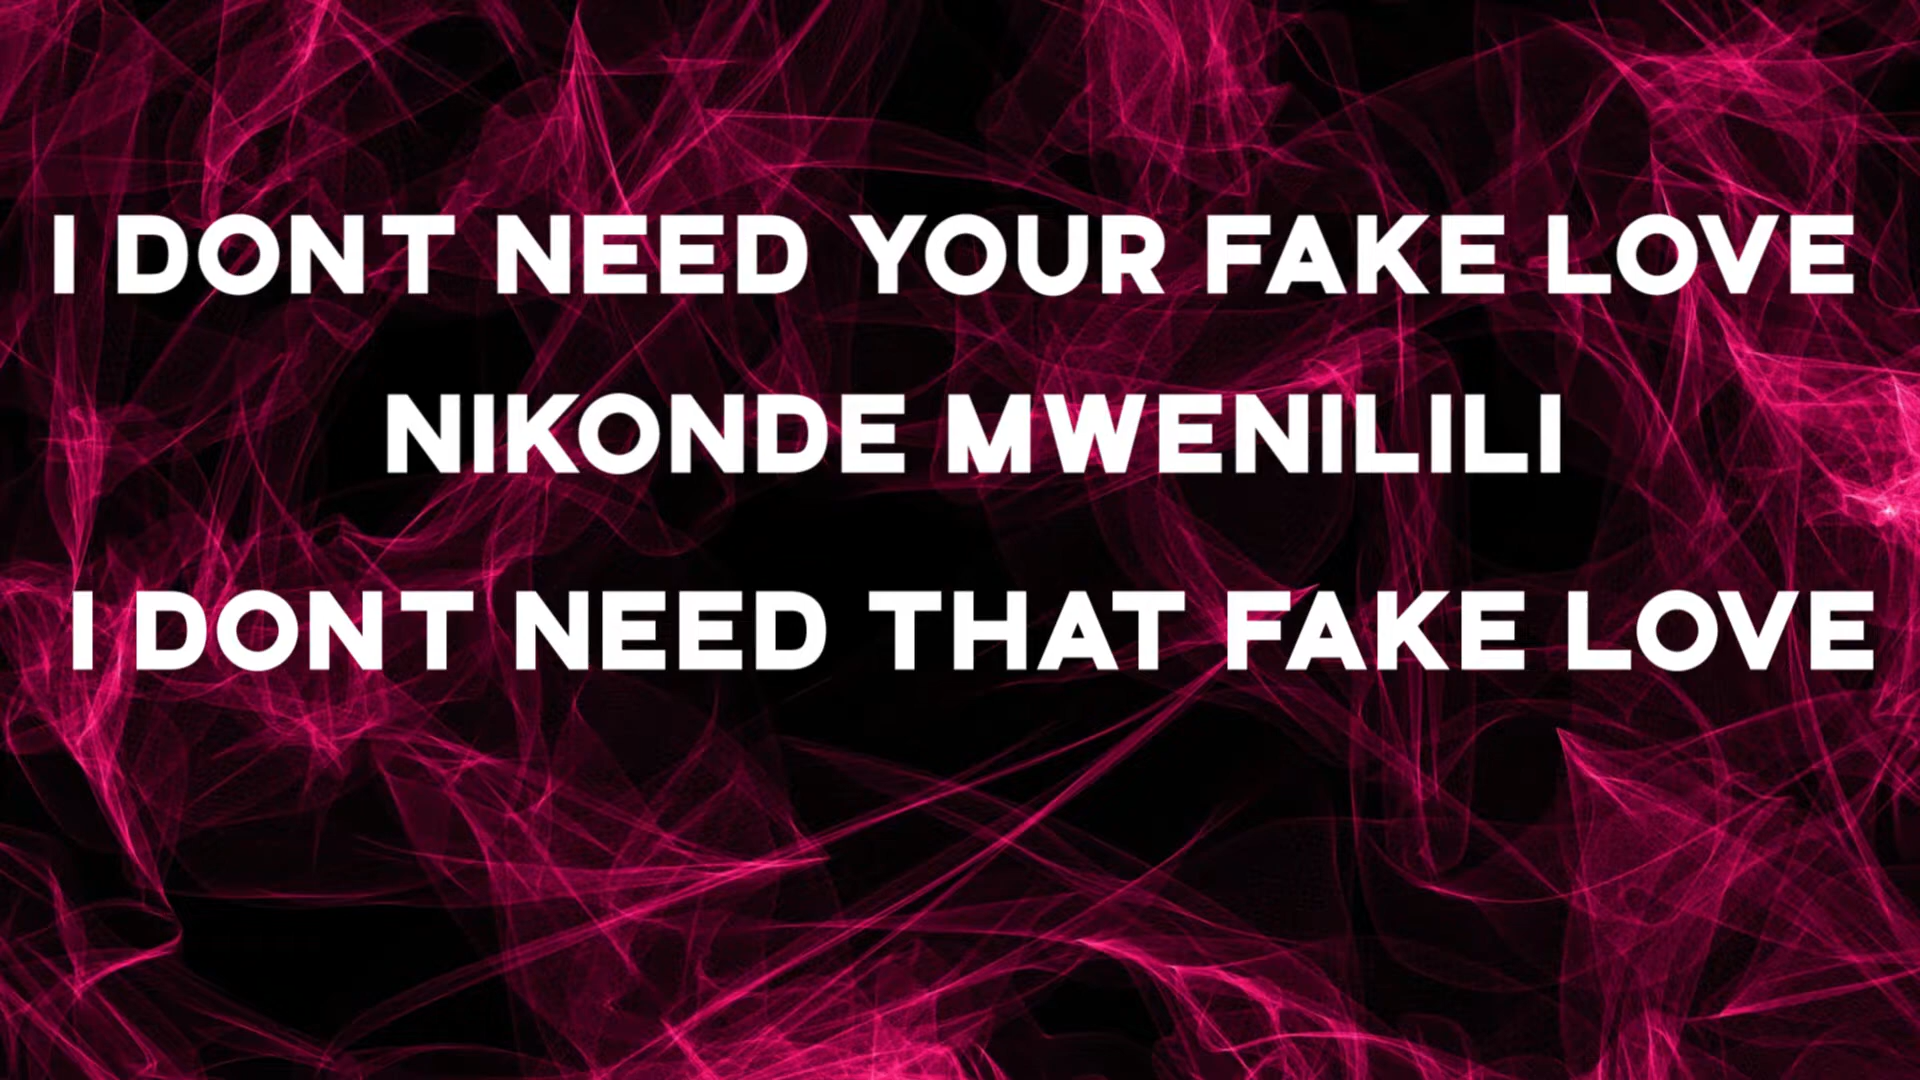 I DONT NEED YOUR FAKE LOVE
NIKONDE MWENILILI
I DONT NEED THAT FAKE LOVE